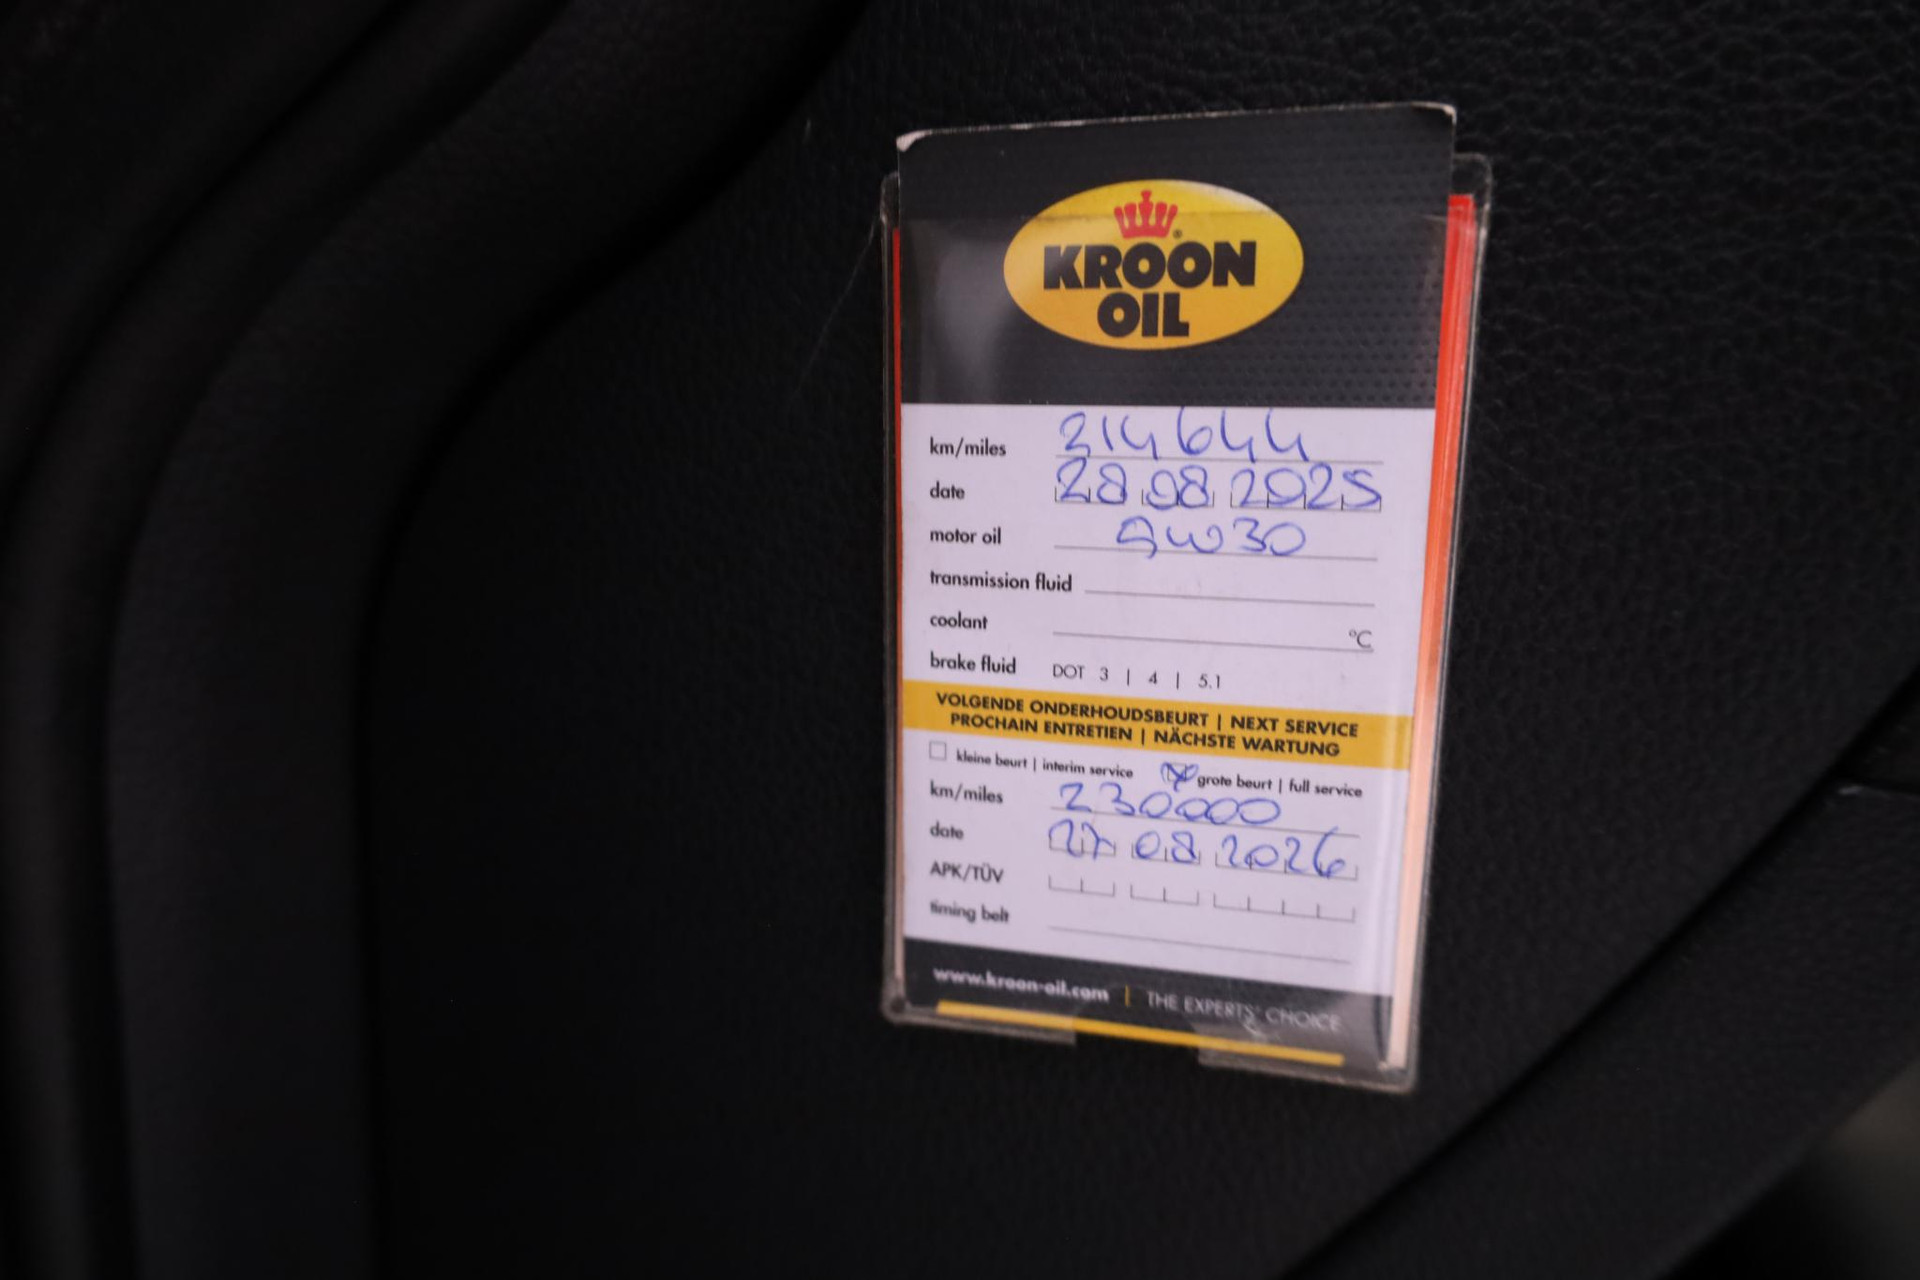 KROON
OIL
km/miles 214644
date 28 08 2025
motor oil 5w30
transmission fluid
coolant °C
brake fluid DOT 3 | 4 | 5.1
VOLGENDE ONDERHOUDSBEURT | NEXT SERVICE
PROCHAIN ENTRETIEN | NÄCHSTE WARTUNG
kleine beurt | interim service grote beurt | full service
km/miles 230000
date 27 08 2026
APK/TÜV
timing belt
www.kroon-oil.com | THE EXPERTS' CHOICE